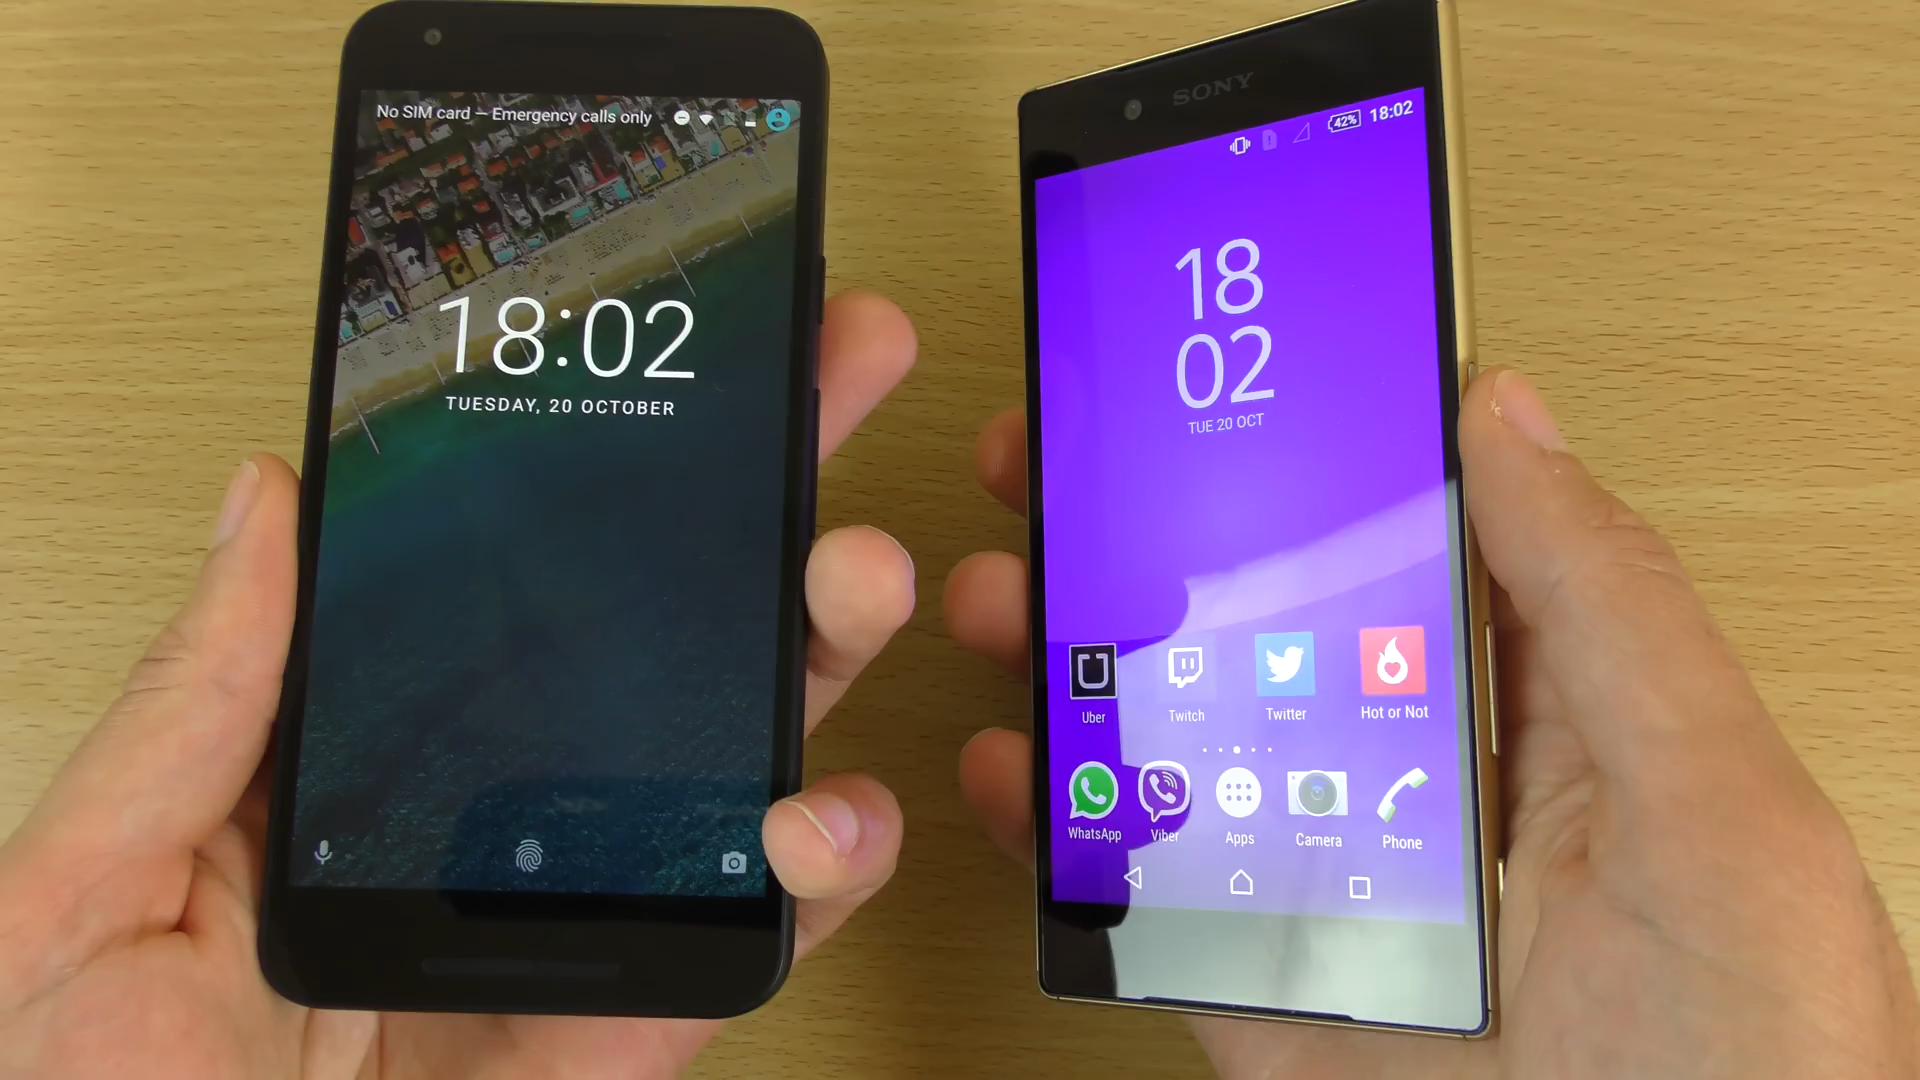 No SIM card — Emergency calls only
18:02
TUESDAY, 20 OCTOBER
SONY
42% 18:02
18
02
TUE 20 OCT
Uber
Twitch
Twitter
Hot or Not
WhatsApp
Viber
Apps
Camera
Phone